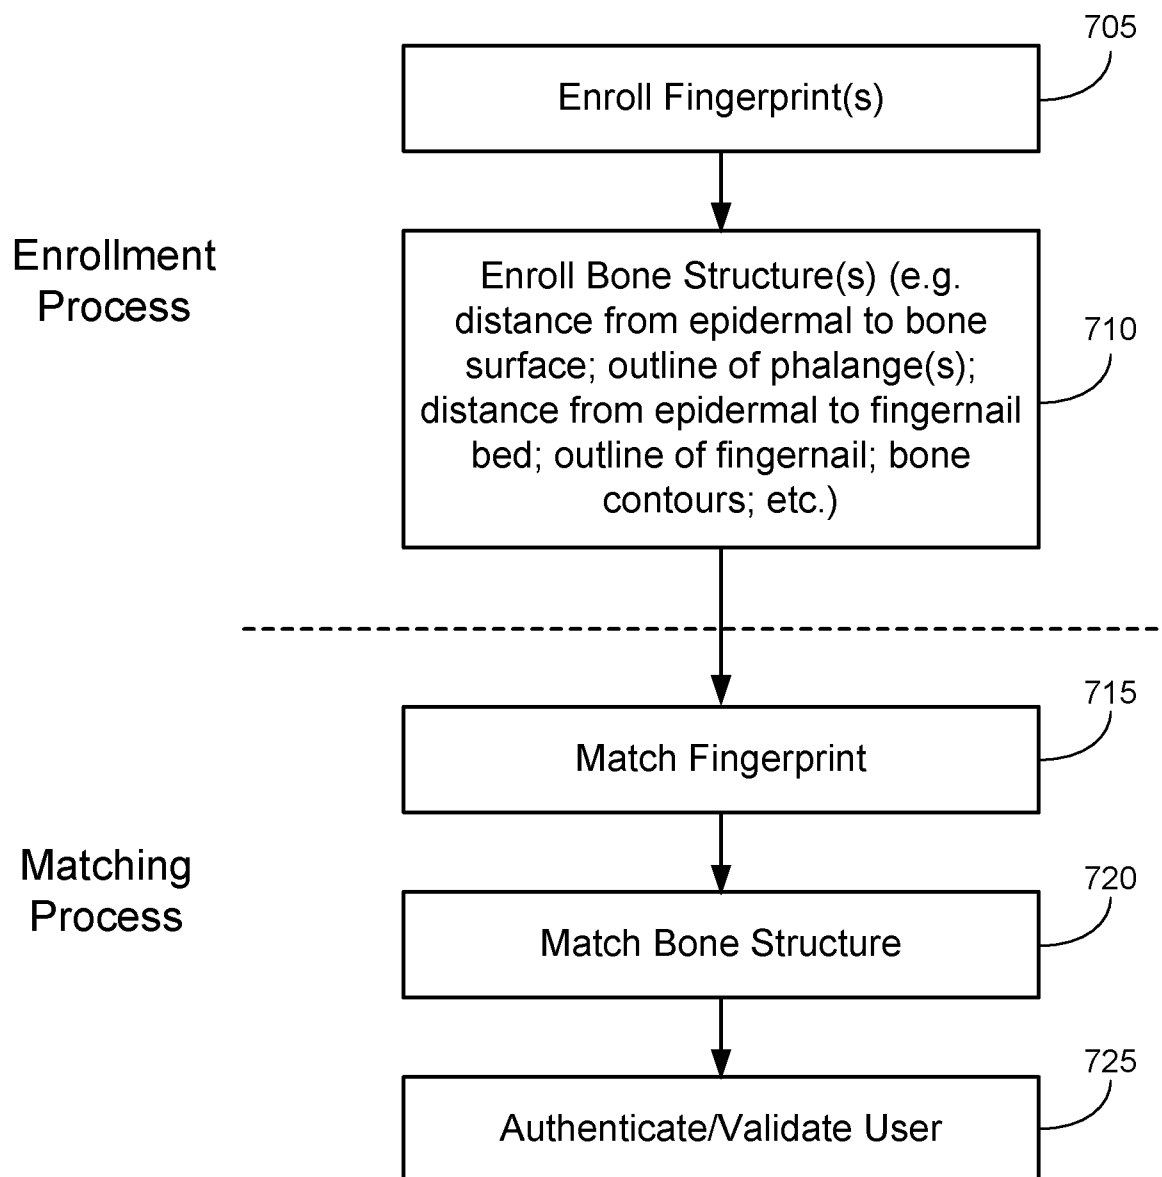 705
Enroll Fingerprint(s)
Enrollment
Process
Enroll Bone Structure(s) (e.g.
distance from epidermal to bone
surface; outline of phalange(s);
distance from epidermal to fingernail
bed; outline of fingernail; bone
contours; etc.)
710
715
Match Fingerprint
Matching
Process
720
Match Bone Structure
725
Authenticate/Validate User